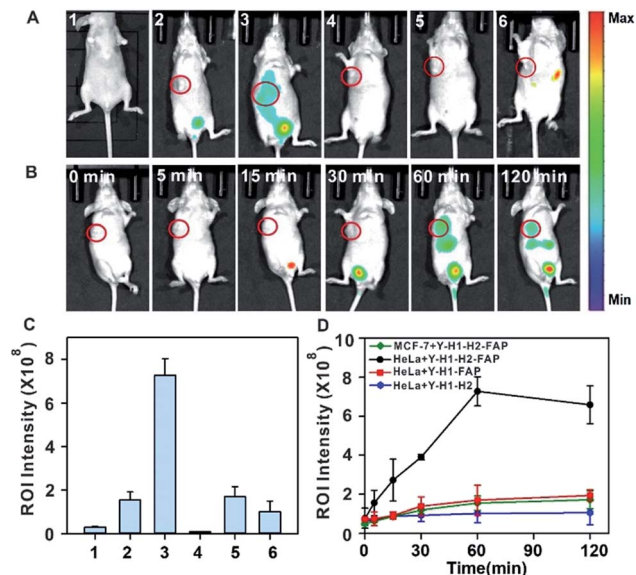 A
1
2
3
4
5
6
Max
B
0 min
5 min
15 min
30 min
60 min
120 min
Min
C
ROI Intensity (X10⁸)
8
6
4
2
0
1 2 3 4 5 6
D
ROI Intensity (X10⁸)
10
8
6
4
2
0
MCF-7+Y-H1-H2-FAP
HeLa+Y-H1-H2-FAP
HeLa+Y-H1-FAP
HeLa+Y-H1-H2
0 30 60 90 120
Time(min)